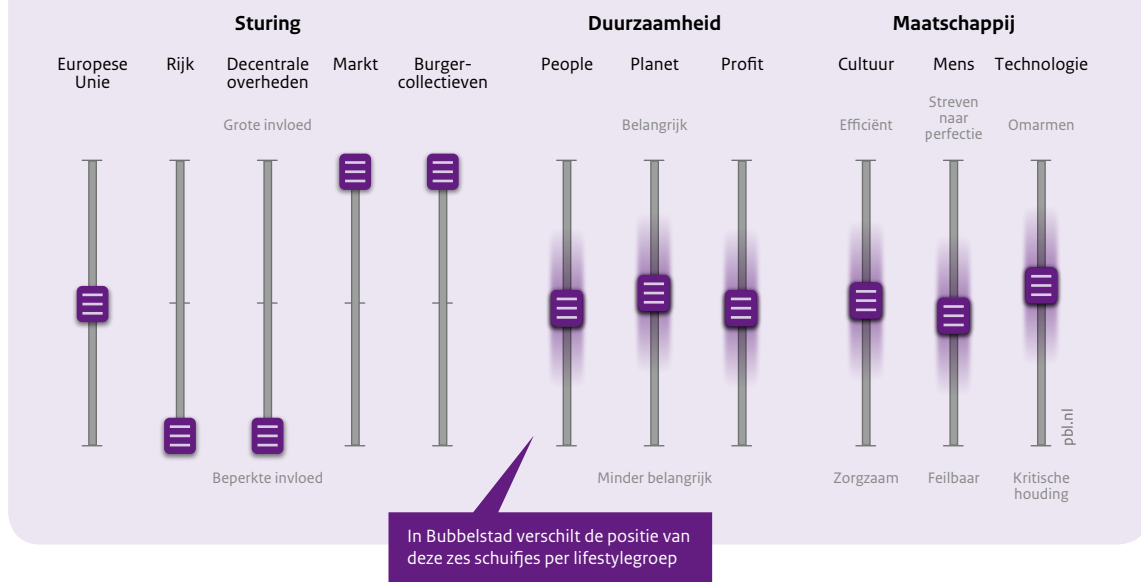 Sturing
Duurzaamheid
Maatschappij
Europese
Unie
Rijk
Decentrale
overheden
Markt
Burger-
collectieven
People
Planet
Profit
Cultuur
Mens
Technologie
Grote invloed
Belangrijk
Efficiënt
Streven
naar
perfectie
Omarmen
Beperkte invloed
Minder belangrijk
Zorgzaam
Feilbaar
Kritische
houding
pbl.nl
In Bubbelstad verschilt de positie van
deze zes schuifjes per lifestylegroep